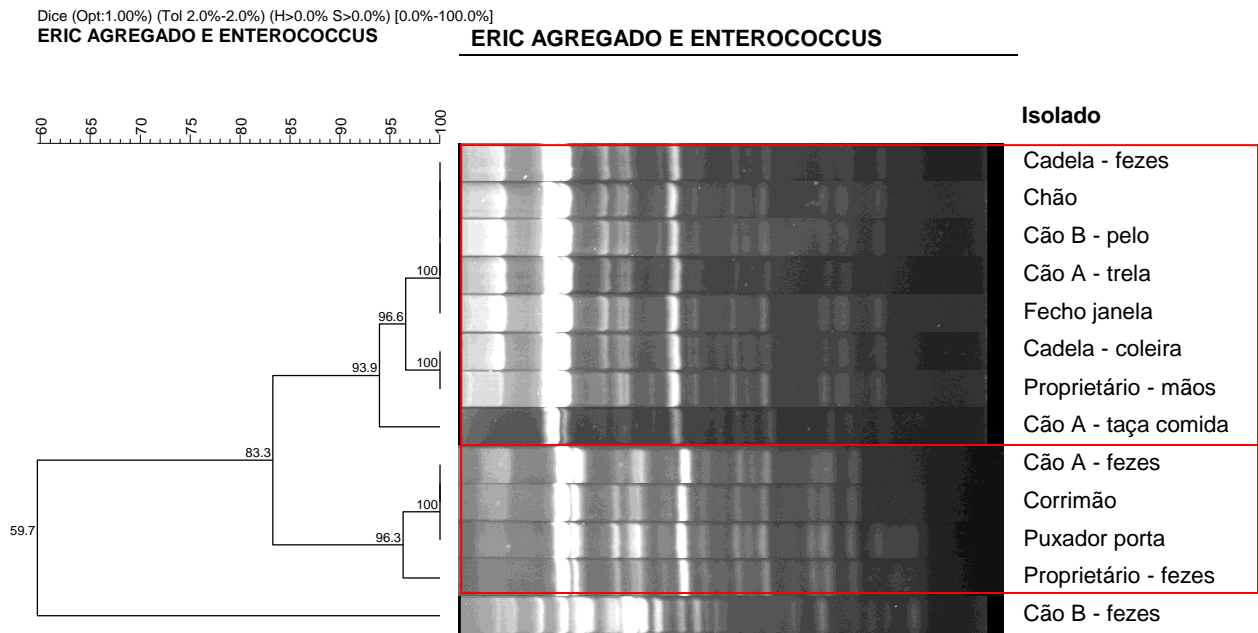 Dice (Opt:1.00%) (Tol 2.0%-2.0%) (H>0.0% S>0.0%) [0.0%-100.0%]
ERIC AGREGADO E ENTEROCOCCUS
ERIC AGREGADO E ENTEROCOCCUS
60 65 70 75 80 85 90 95 100
Isolado
Cadela - fezes
Chão
Cão B - pelo
100
Cão A - trela
96.6
Fecho janela
100
Cadela - coleira
93.9
Proprietário - mãos
Cão A - taça comida
83.3
Cão A - fezes
100
Corrimão
59.7
96.3
Puxador porta
Proprietário - fezes
Cão B - fezes